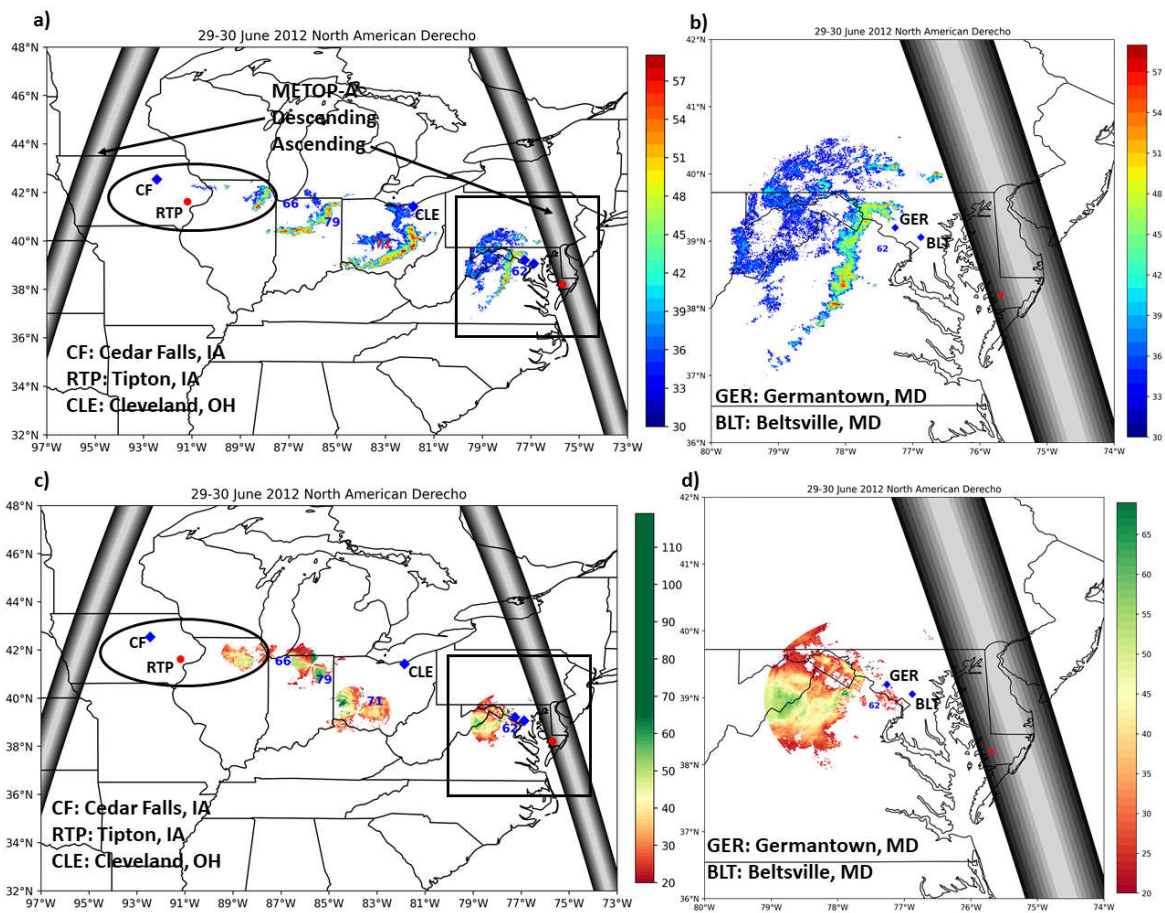 a)
29-30 June 2012 North American Derecho
48°N
46°N
44°N
42°N
40°N
38°N
36°N
34°N
32°N
METOP-A
Descending
Ascending
CF
RTP
66
79
CLE
71
62
CF: Cedar Falls, IA
RTP: Tipton, IA
CLE: Cleveland, OH
97°W 95°W 93°W 91°W 89°W 87°W 85°W 83°W 81°W 79°W 77°W 75°W 73°W
57
54
51
48
45
42
39
36
33
30
b)
29-30 June 2012 North American Derecho
42°N
41°N
40°N
39°N
38°N
37°N
36°N
GER
BLT
62
GER: Germantown, MD
BLT: Beltsville, MD
80°W 79°W 78°W 77°W 76°W 75°W 74°W
57
54
51
48
45
42
39
36
33
30
c)
29-30 June 2012 North American Derecho
48°N
46°N
44°N
42°N
40°N
38°N
36°N
34°N
32°N
CF
RTP
66
79
CLE
71
62
CF: Cedar Falls, IA
RTP: Tipton, IA
CLE: Cleveland, OH
97°W 95°W 93°W 91°W 89°W 87°W 85°W 83°W 81°W 79°W 77°W 75°W 73°W
110
100
90
80
70
60
50
40
30
20
d)
29-30 June 2012 North American Derecho
42°N
41°N
40°N
39°N
38°N
37°N
36°N
GER
BLT
62
GER: Germantown, MD
BLT: Beltsville, MD
80°W 79°W 78°W 77°W 76°W 75°W 74°W
65
60
55
50
45
40
35
30
25
20